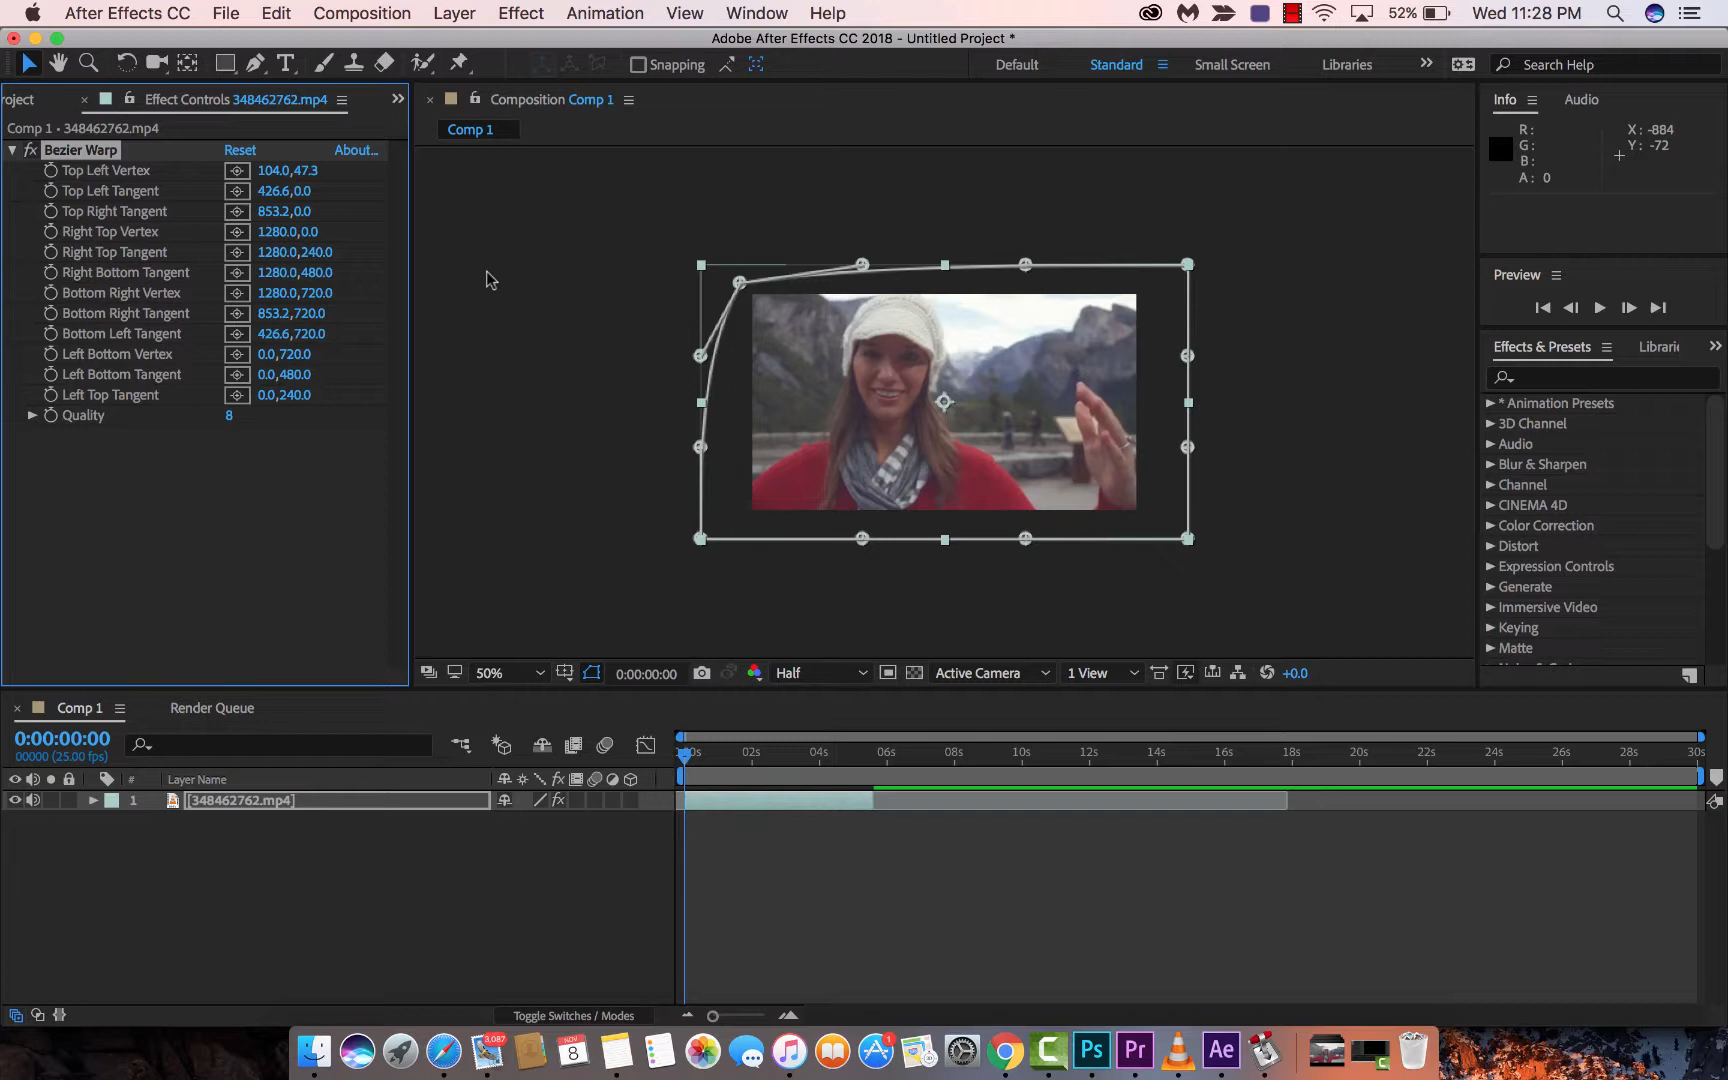 After Effects CC File Edit Composition Layer Effect Animation View Window Help 52% Wed 11:28 PM
Adobe After Effects CC 2018 - Untitled Project *
Snapping Default Standard Small Screen Libraries Search Help
roject Effect Controls 348462762.mp4 Composition Comp 1 Info Audio
Comp 1 • 348462762.mp4
Comp 1
R: X: -884
G: Y: -72
B:
A: 0
fx Bezier Warp Reset About...
Top Left Vertex 104.0,47.3
Top Left Tangent 426.6,0.0
Top Right Tangent 853.2,0.0
Right Top Vertex 1280.0,0.0
Right Top Tangent 1280.0,240.0
Right Bottom Tangent 1280.0,480.0
Bottom Right Vertex 1280.0,720.0
Bottom Right Tangent 853.2,720.0
Bottom Left Tangent 426.6,720.0
Left Bottom Vertex 0.0,720.0
Left Bottom Tangent 0.0,480.0
Left Top Tangent 0.0,240.0
Quality 8
Preview
Effects & Presets Librari
* Animation Presets
3D Channel
Audio
Blur & Sharpen
Channel
CINEMA 4D
Color Correction
Distort
Expression Controls
Generate
Immersive Video
Keying
Matte
50% 0:00:00:00 Half Active Camera 1 View +0.0
Comp 1 Render Queue
0:00:00:00
00000 (25.00 fps)
02s 04s 06s 08s 10s 12s 14s 16s 18s 20s 22s 24s 26s 28s 30s
# Layer Name fx
1 [348462762.mp4] fx
Toggle Switches / Modes
3,087 NOV 8 1 Ps Pr Ae